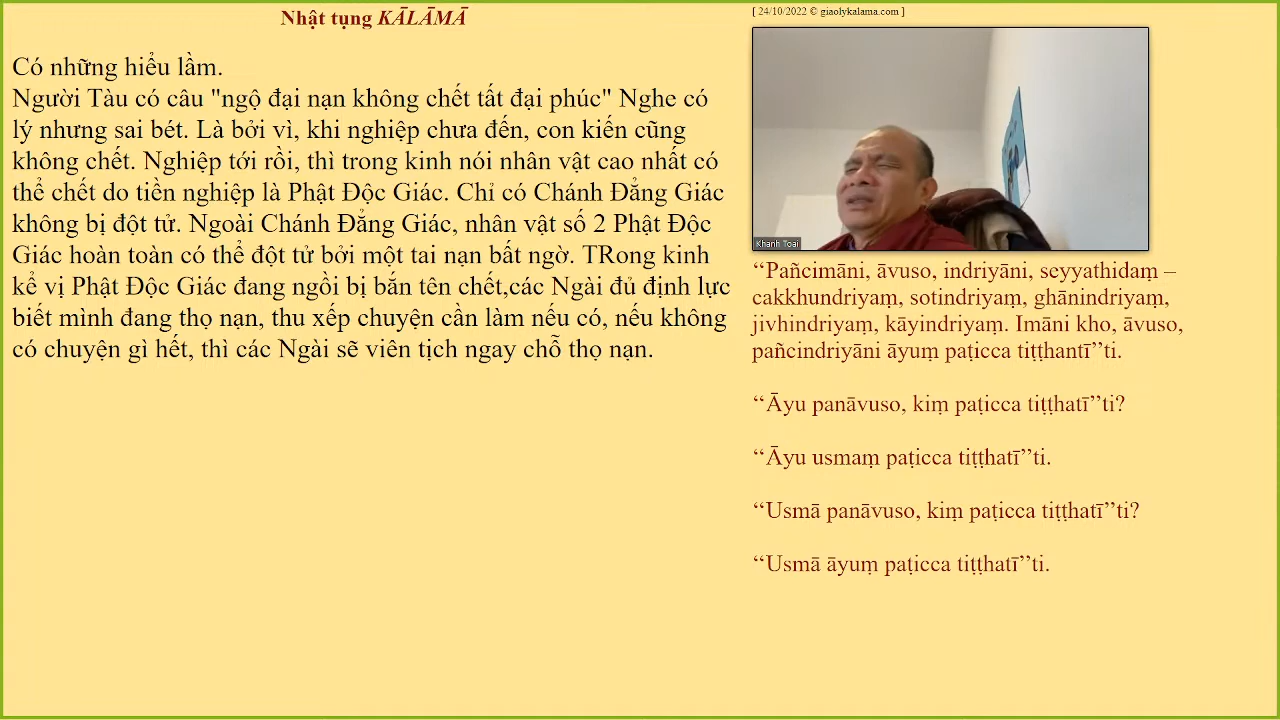 Nhật tụng KĀLĀMĀ
Có những hiểu lầm.
Người Tàu có câu "ngộ đại nạn không chết tất đại phúc" Nghe có
lý nhưng sai bét. Là bởi vì, khi nghiệp chưa đến, con kiến cũng
không chết. Nghiệp tới rồi, thì trong kinh nói nhân vật cao nhất có
thể chết do tiền nghiệp là Phật Độc Giác. Chỉ có Chánh Đẳng Giác
không bị đột tử. Ngoài Chánh Đẳng Giác, nhân vật số 2 Phật Độc
Giác hoàn toàn có thể đột tử bởi một tai nạn bất ngờ. TRong kinh
kể vị Phật Độc Giác đang ngồi bị bắn tên chết,các Ngài đủ định lực
biết mình đang thọ nạn, thu xếp chuyện cần làm nếu có, nếu không
có chuyện gì hết, thì các Ngài sẽ viên tịch ngay chỗ thọ nạn.
[ 24/10/2022 © giaolykalama.com ]
Khanh Toai
“Pañcimāni, āvuso, indriyāni, seyyathidaṃ –
cakkhundriyaṃ, sotindriyaṃ, ghānindriyaṃ,
jivhindriyaṃ, kāyindriyaṃ. Imāni kho, āvuso,
pañcindriyāni āyuṃ paṭicca tiṭṭhantī”ti.
“Āyu panāvuso, kiṃ paṭicca tiṭṭhatī”ti?
“Āyu usmaṃ paṭicca tiṭṭhatī”ti.
“Usmā panāvuso, kiṃ paṭicca tiṭṭhatī”ti?
“Usmā āyuṃ paṭicca tiṭṭhatī”ti.